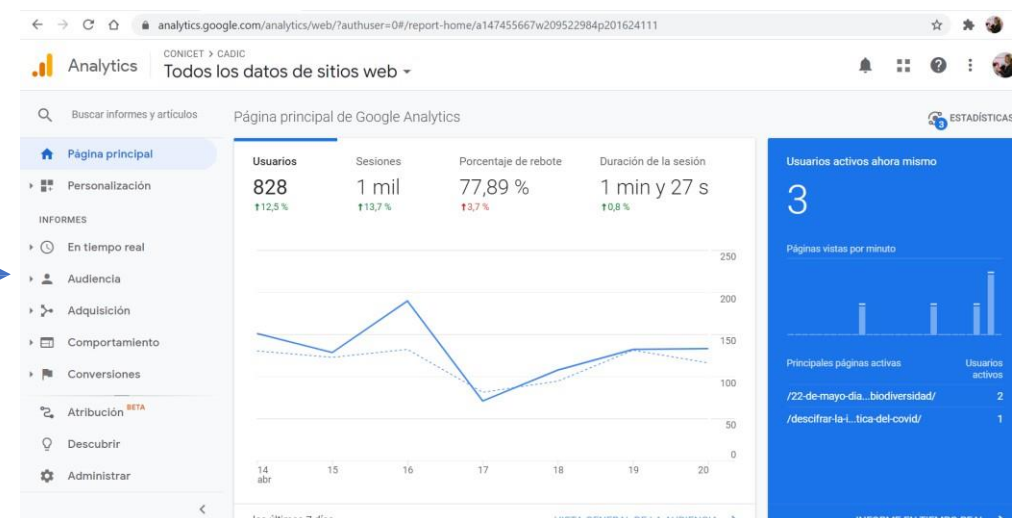 analytics.google.com/analytics/web/?authuser=0#/report-home/a147455667w209522984p201624111
Analytics
CONICET > CADIC
Todos los datos de sitios web
Buscar informes y artículos
Página principal de Google Analytics
3
ESTADÍSTICAS
Página principal
Personalización
INFORMES
En tiempo real
Audiencia
Adquisición
Comportamiento
Conversiones
Atribución BETA
Descubrir
Administrar
Usuarios
828
12,5 %
Sesiones
1 mil
13,7 %
Porcentaje de rebote
77,89 %
3,7 %
Duración de la sesión
1 min y 27 s
0,8 %
250
200
150
100
50
0
14
abr
15
16
17
18
19
20
Usuarios activos ahora mismo
3
Páginas vistas por minuto
Principales páginas activas
Usuarios
activos
/22-de-mayo-dia...biodiversidad/
2
/descifrar-la-i...tica-del-covid/
1